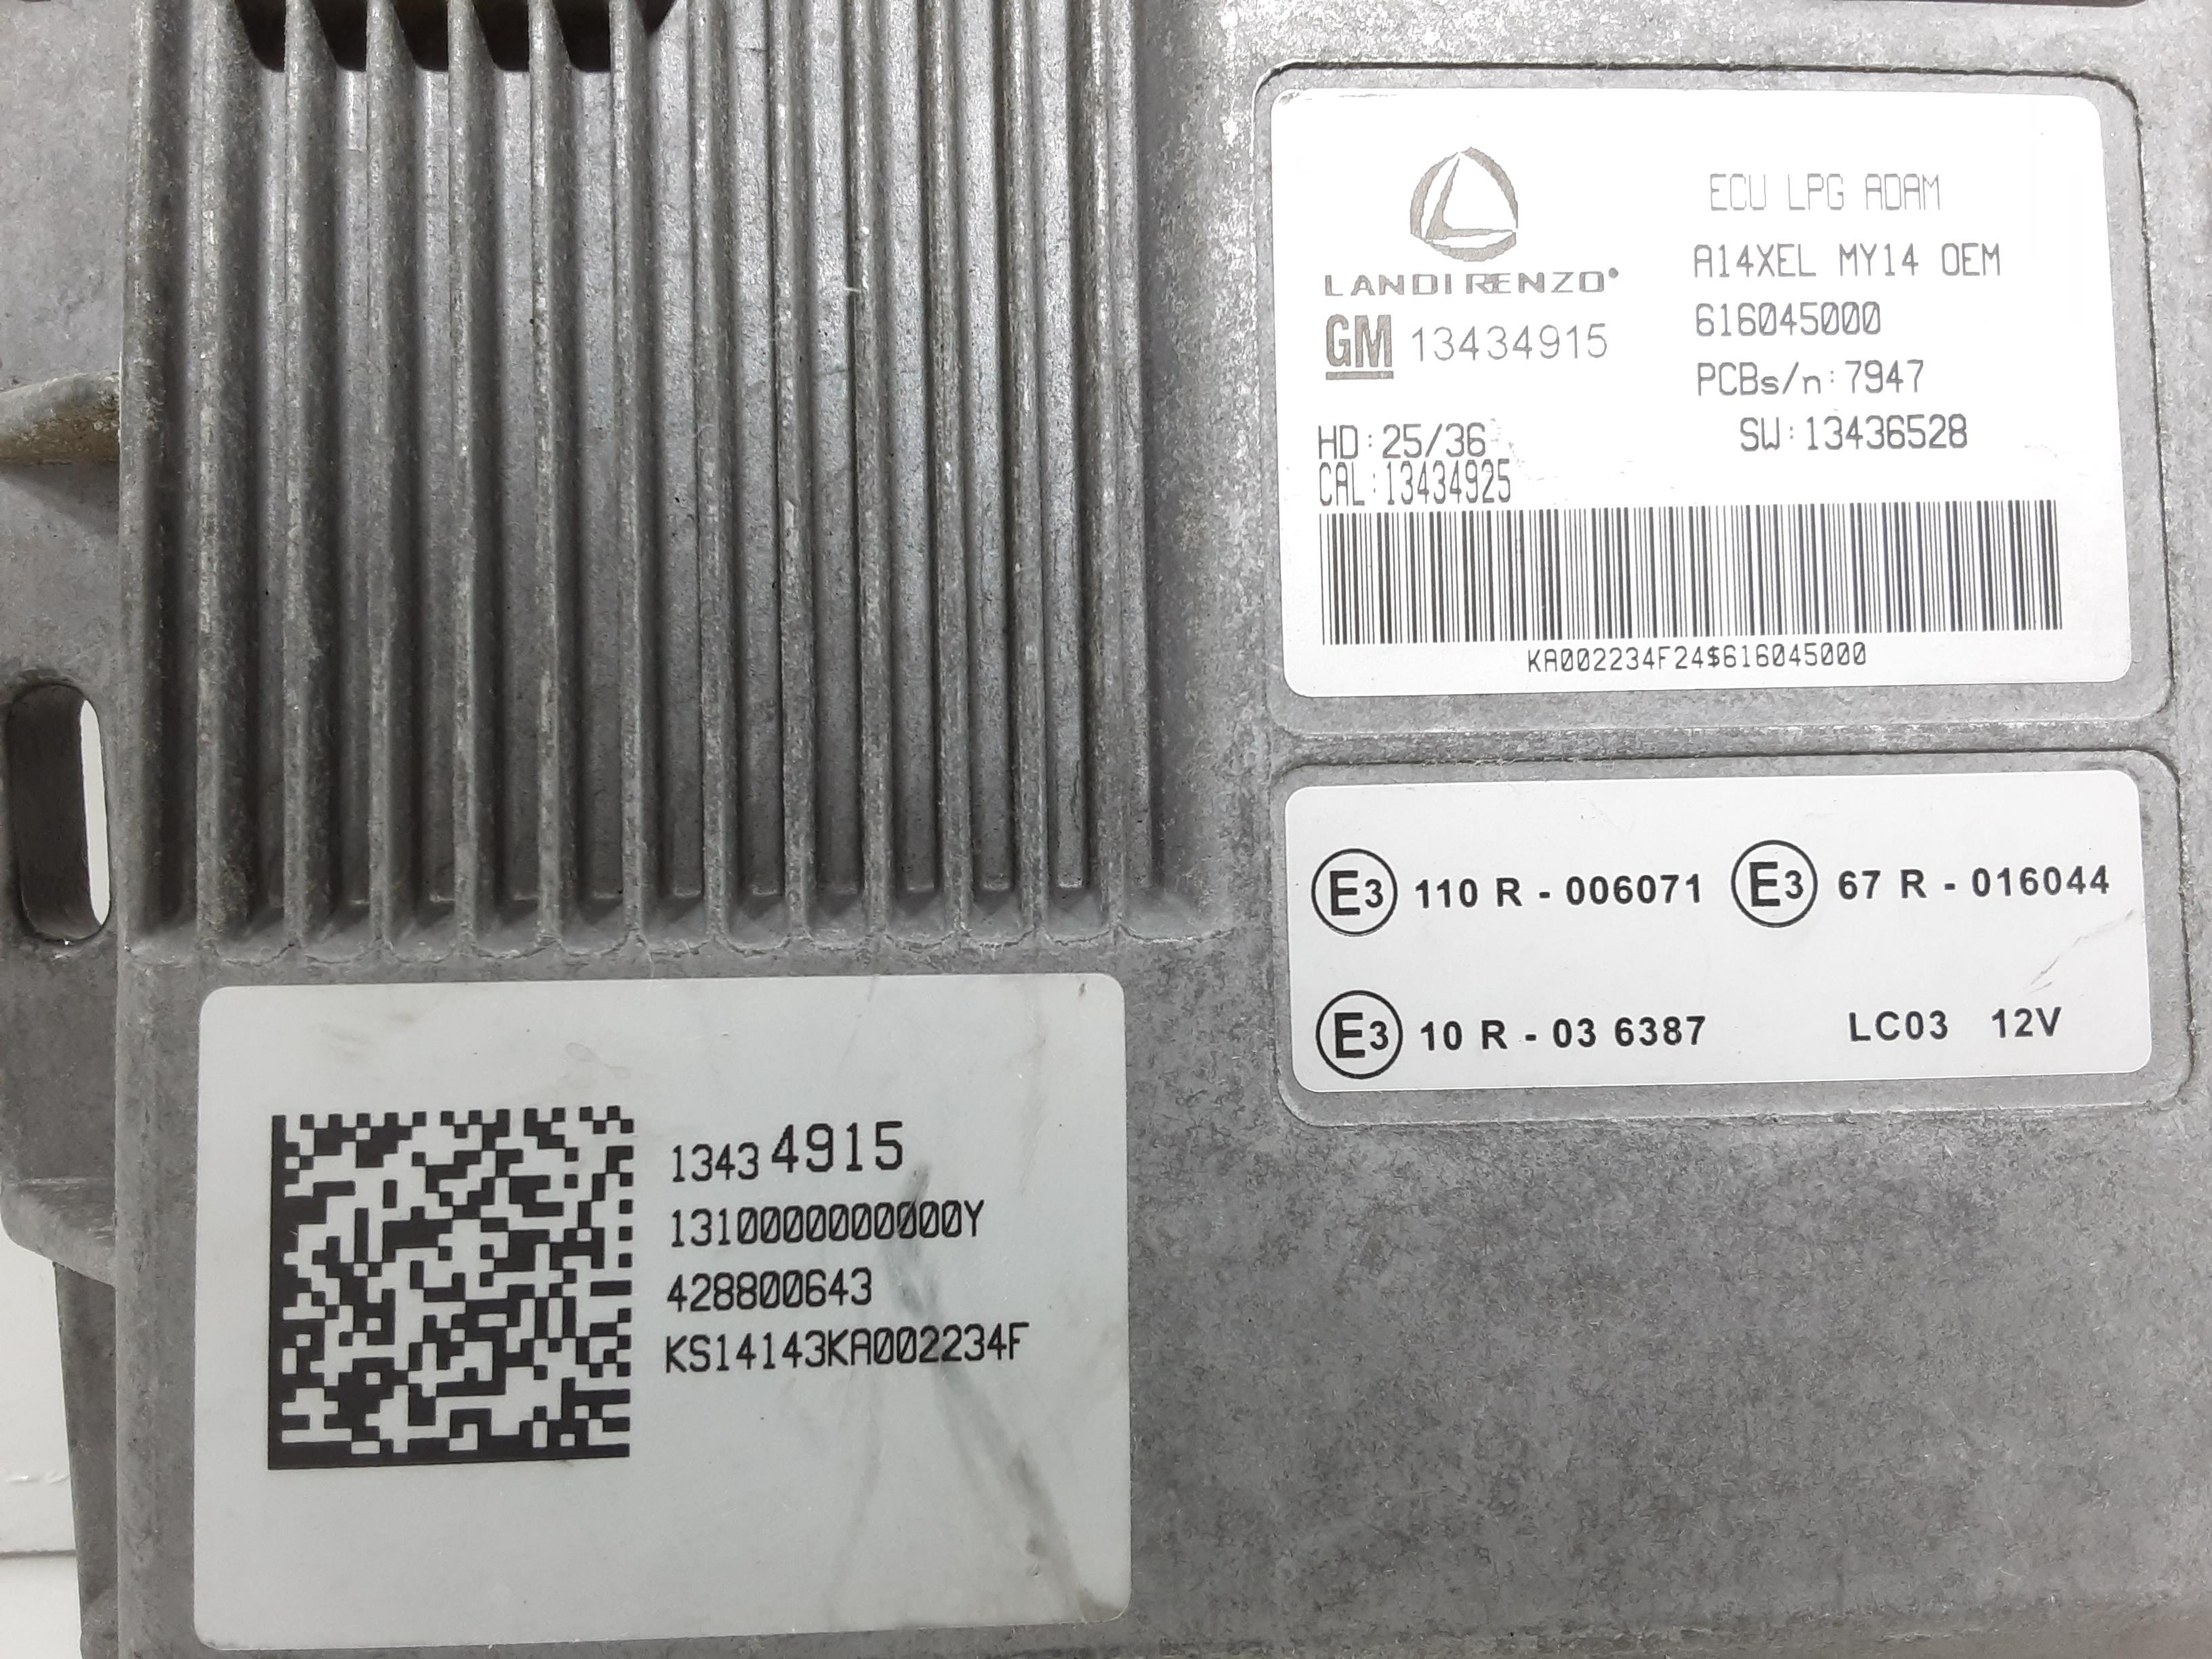 LANDIRENZO®
GM 13434915
ECU LPG ADAM
A14XEL MY14 OEM
616045000
PCBs/n:7947
HD:25/36
SW:13436528
CAL:13434925
KA002234F24$616045000
E3 110 R - 006071 E3 67 R - 016044
E3 10 R - 03 6387 LC03 12V
13434915
1310000000000Y
428800643
KS14143KA002234F